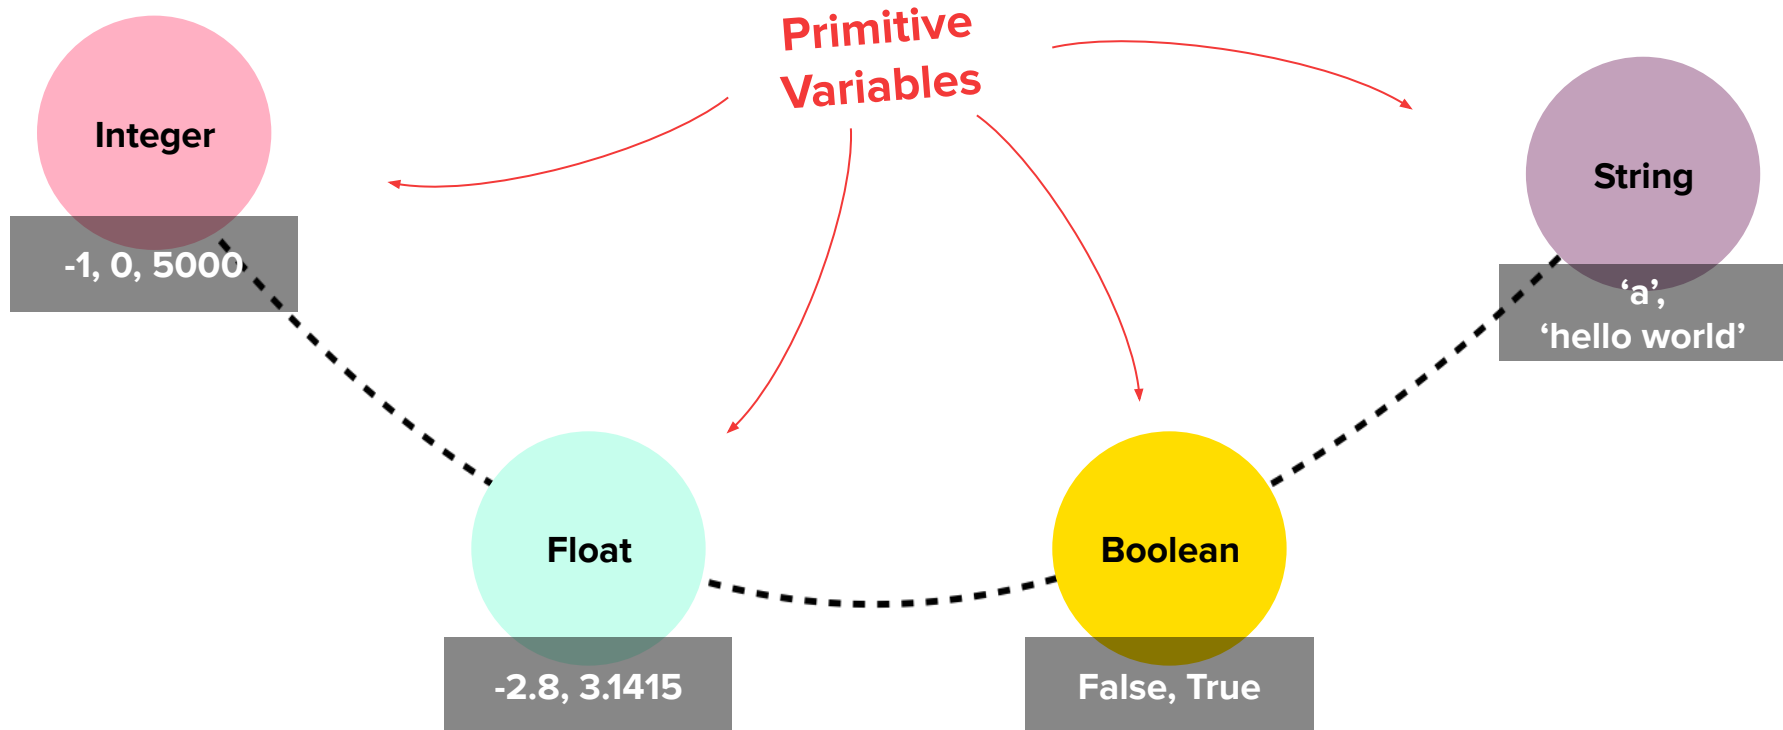 Primitive
Variables
Integer
-1, 0, 5000
String
‘a’,
‘hello world’
Float
-2.8, 3.1415
Boolean
False, True